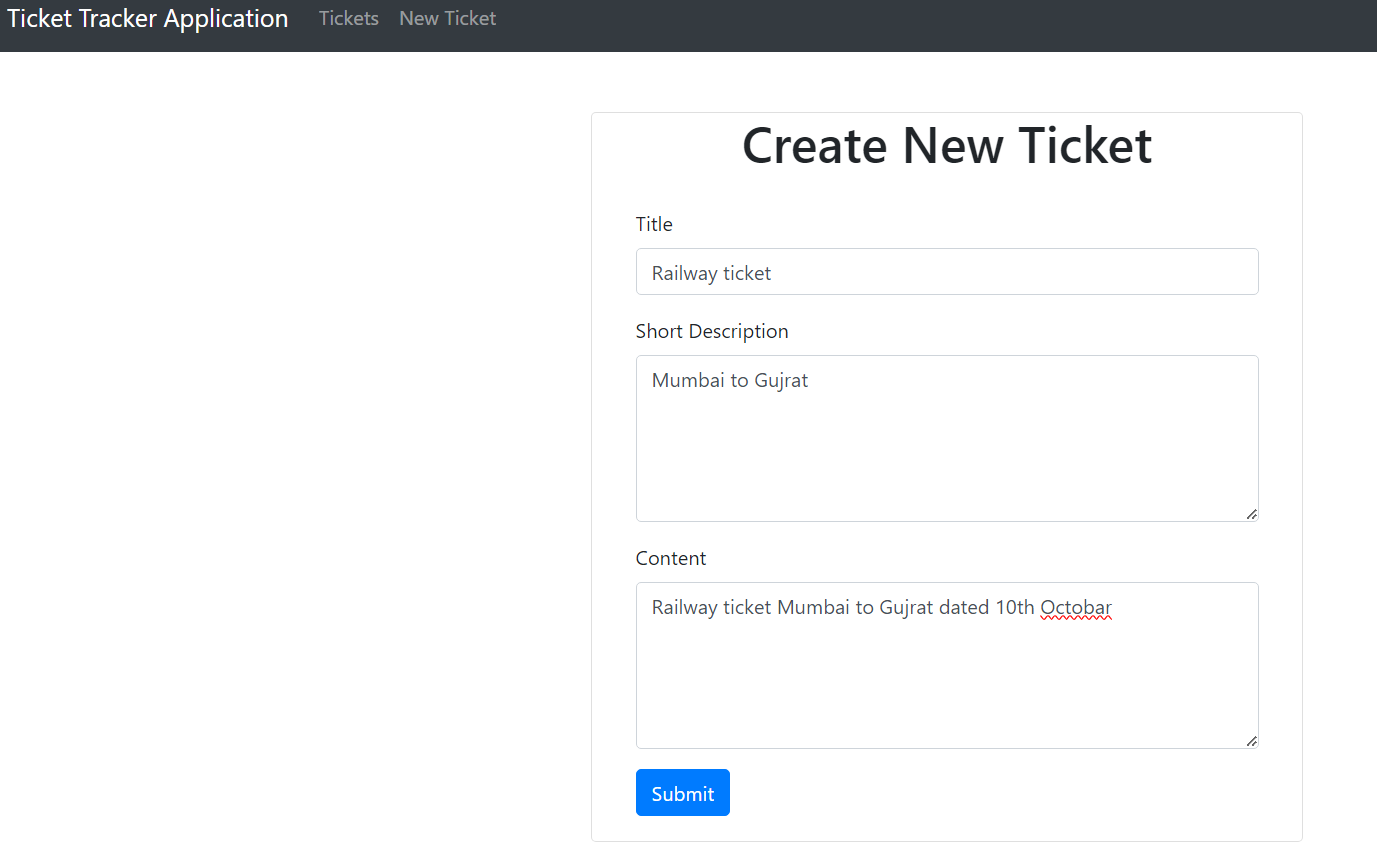 Ticket Tracker Application Tickets New Ticket
Create New Ticket
Title
Railway ticket
Short Description
Mumbai to Gujrat
Content
Railway ticket Mumbai to Gujrat dated 10th Octobar
Submit